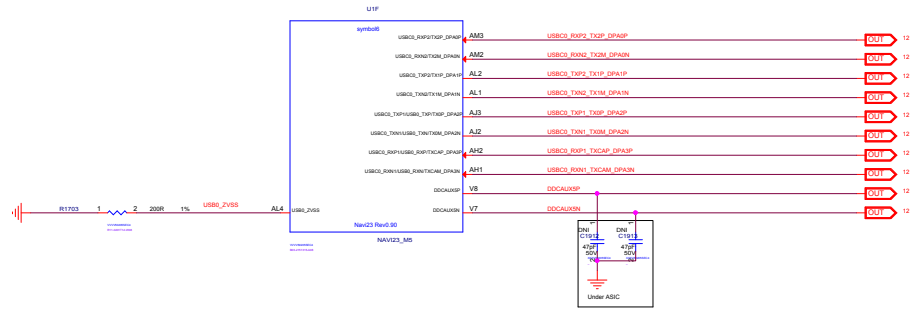 U1F
symbol6
USBC0_RXP2/TX2P_DPA0P AM3 USBC0_RXP2_TX2P_DPA0P OUT 12
USBC0_RXN2/TX2M_DPA0N AM2 USBC0_RXN2_TX2M_DPA0N OUT 12
USBC0_TXP2/TX1P_DPA1P AL2 USBC0_TXP2_TX1P_DPA1P OUT 12
USBC0_TXN2/TX1M_DPA1N AL1 USBC0_TXN2_TX1M_DPA1N OUT 12
USBC0_TXP1/USB0_TXP/TX0P_DPA2P AJ3 USBC0_TXP1_TX0P_DPA2P OUT 12
USBC0_TXN1/USB0_TXN/TX0M_DPA2N AJ2 USBC0_TXN1_TX0M_DPA2N OUT 12
USBC0_RXP1/USB0_RXP/TXCAP_DPA3P AH2 USBC0_RXP1_TXCAP_DPA3P OUT 12
USBC0_RXN1/USB0_RXN/TXCAM_DPA3N AH1 USBC0_RXN1_TXCAM_DPA3N OUT 12
DDCAUX5P V8 DDCAUX5P OUT 12
R1703 1 2 200R 1% USB0_ZVSS AL4 USB0_ZVSS DDCAUX5N V7 DDCAUX5N OUT 12
Navi23 Rev0.90
NAVI23_M5
1 1
DNI DNI
C1912 C1913
47pF 47pF
50V 50V
Under ASIC